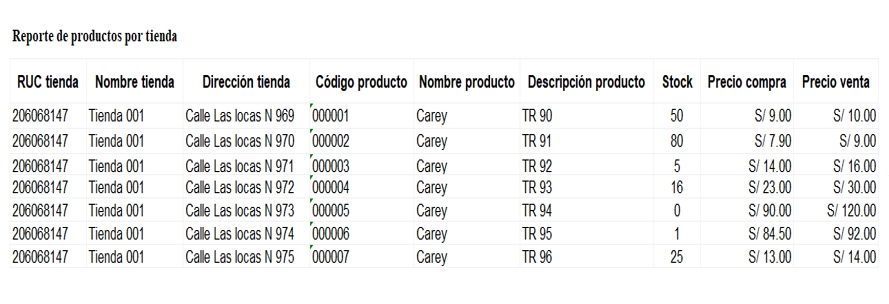 Reporte de productos por tienda
RUC tienda Nombre tienda Dirección tienda Código producto Nombre producto Descripción producto Stock Precio compra Precio venta
206068147 Tienda 001 Calle Las locas N 969 000001 Carey TR 90 50 S/ 9.00 S/ 10.00
206068147 Tienda 001 Calle Las locas N 970 000002 Carey TR 91 80 S/ 7.90 S/ 9.00
206068147 Tienda 001 Calle Las locas N 971 000003 Carey TR 92 5 S/ 14.00 S/ 16.00
206068147 Tienda 001 Calle Las locas N 972 000004 Carey TR 93 16 S/ 23.00 S/ 30.00
206068147 Tienda 001 Calle Las locas N 973 000005 Carey TR 94 0 S/ 90.00 S/ 120.00
206068147 Tienda 001 Calle Las locas N 974 000006 Carey TR 95 1 S/ 84.50 S/ 92.00
206068147 Tienda 001 Calle Las locas N 975 000007 Carey TR 96 25 S/ 13.00 S/ 14.00